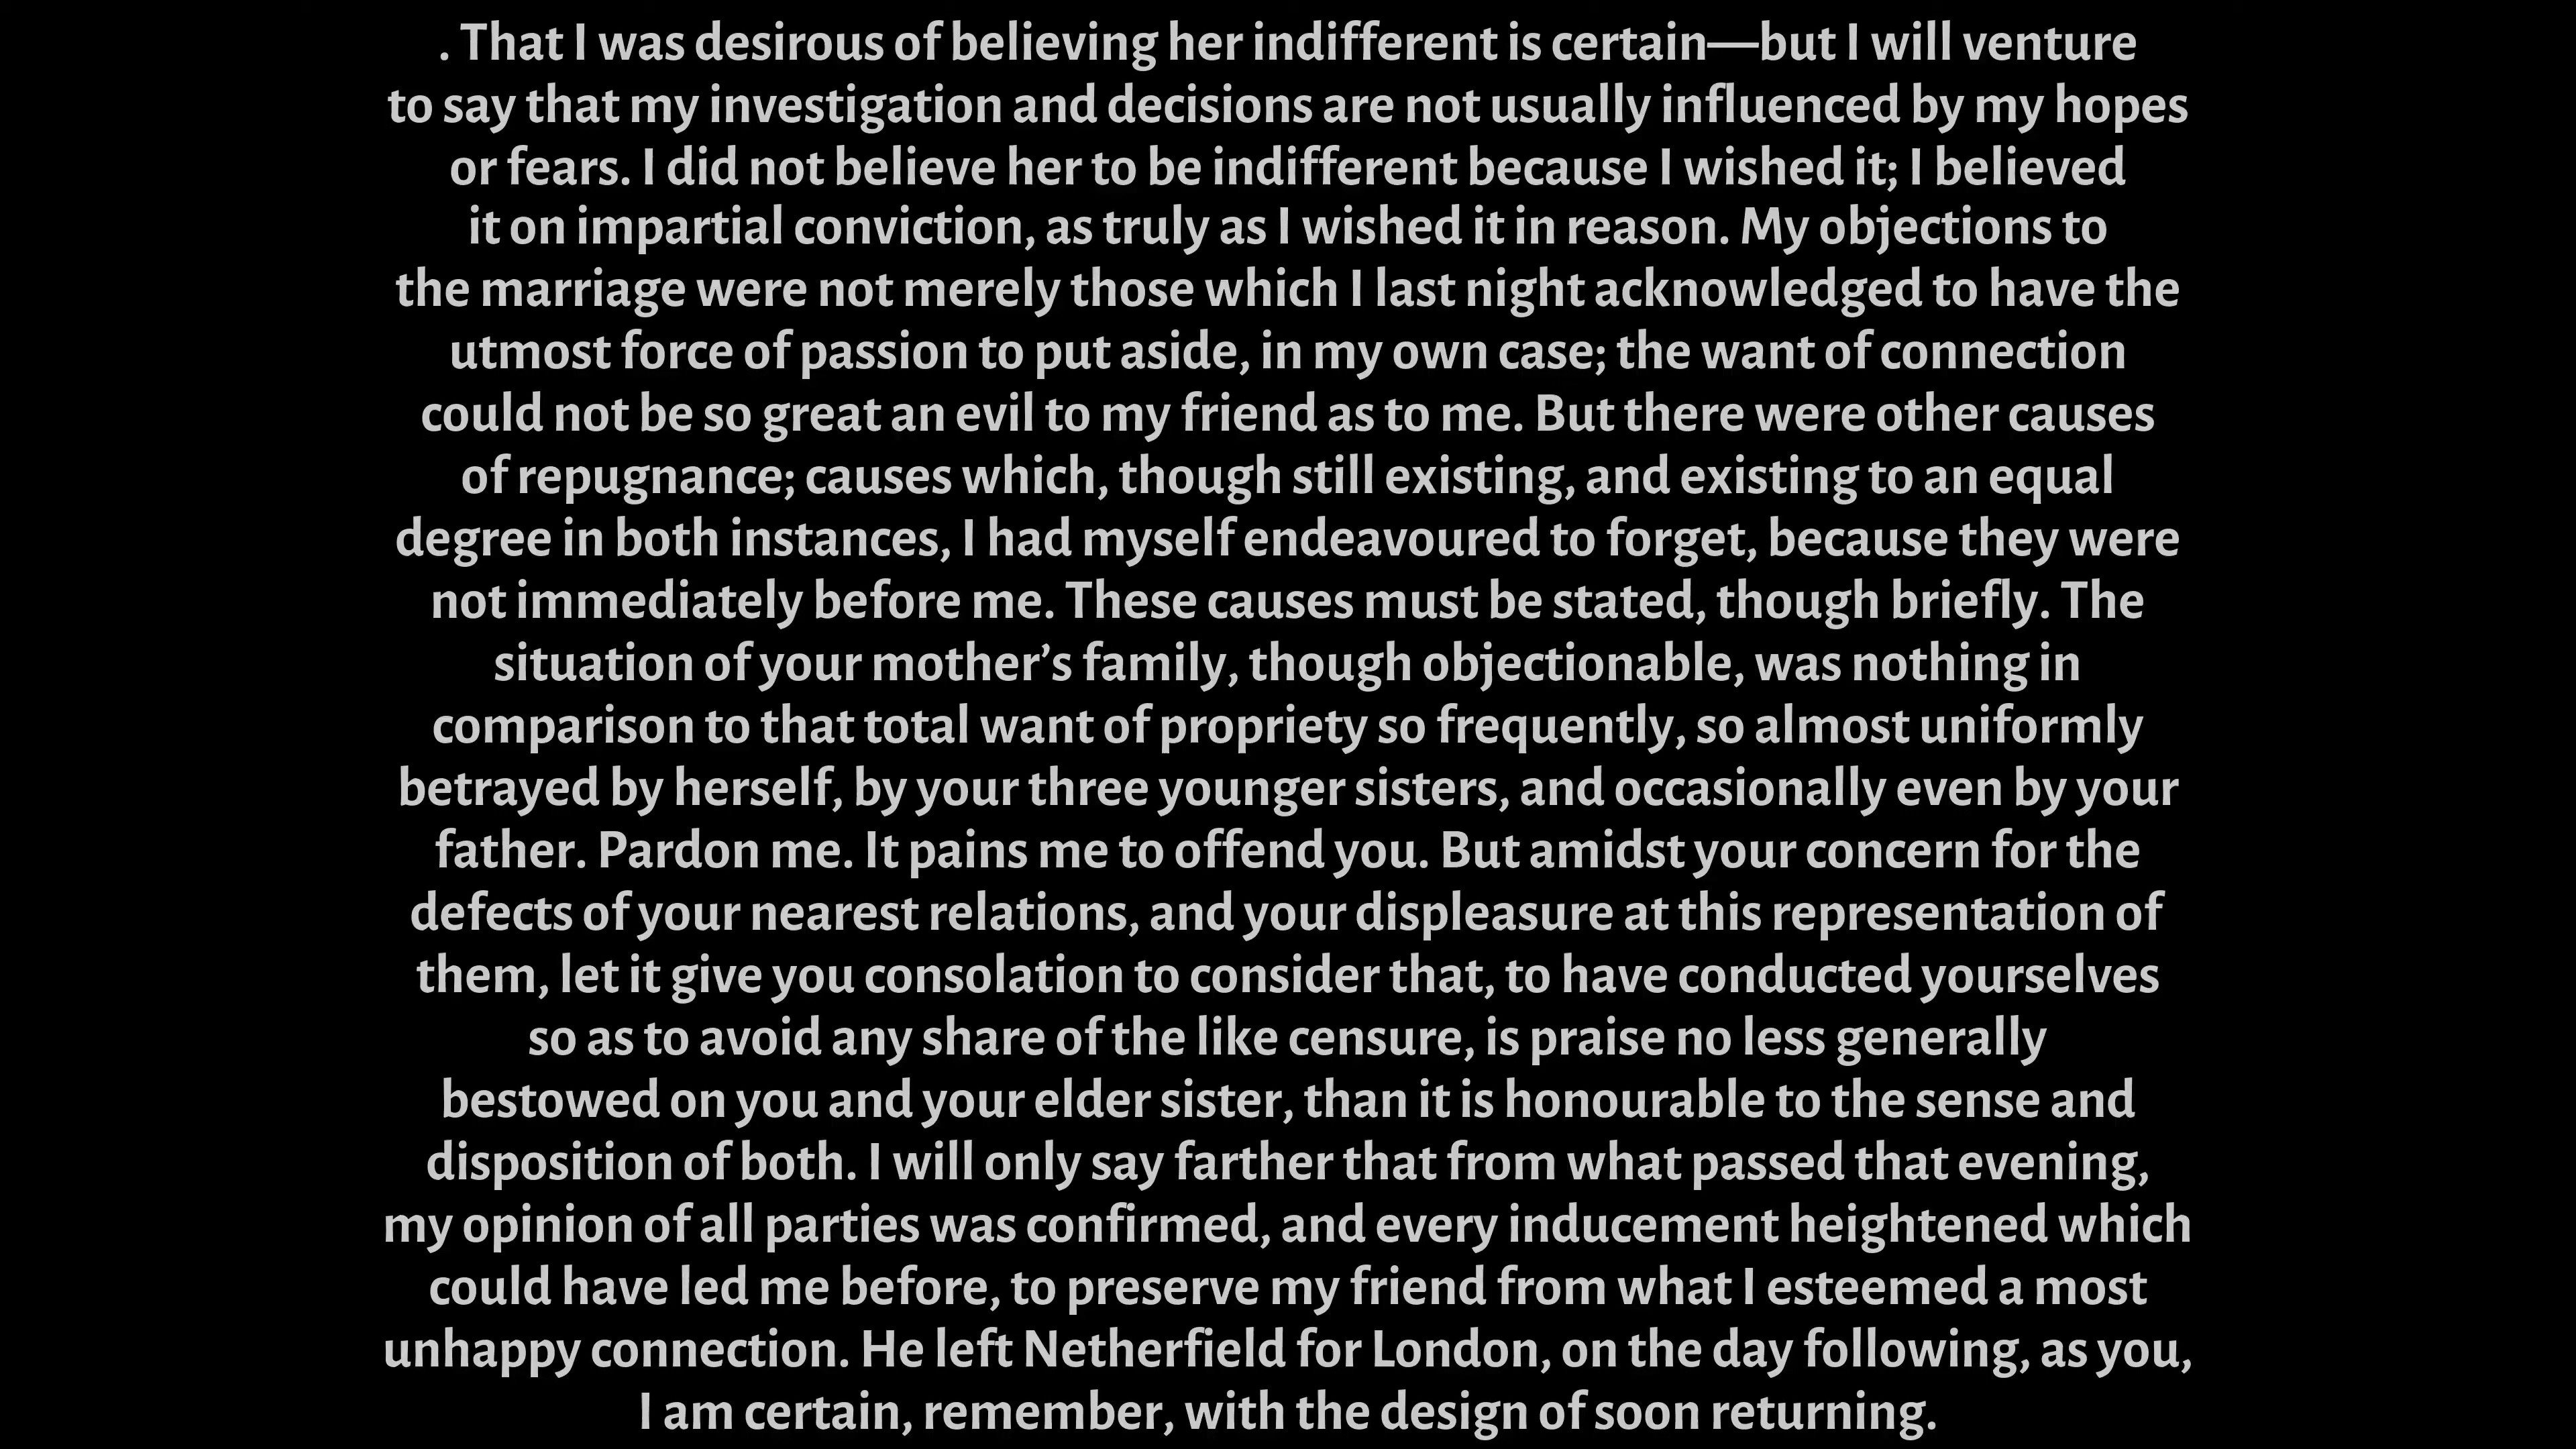 . That I was desirous of believing her indifferent is certain—but I will venture
to say that my investigation and decisions are not usually influenced by my hopes
or fears. I did not believe her to be indifferent because I wished it; I believed
it on impartial conviction, as truly as I wished it in reason. My objections to
the marriage were not merely those which I last night acknowledged to have the
utmost force of passion to put aside, in my own case; the want of connection
could not be so great an evil to my friend as to me. But there were other causes
of repugnance; causes which, though still existing, and existing to an equal
degree in both instances, I had myself endeavoured to forget, because they were
not immediately before me. These causes must be stated, though briefly. The
situation of your mother’s family, though objectionable, was nothing in
comparison to that total want of propriety so frequently, so almost uniformly
betrayed by herself, by your three younger sisters, and occasionally even by your
father. Pardon me. It pains me to offend you. But amidst your concern for the
defects of your nearest relations, and your displeasure at this representation of
them, let it give you consolation to consider that, to have conducted yourselves
so as to avoid any share of the like censure, is praise no less generally
bestowed on you and your elder sister, than it is honourable to the sense and
disposition of both. I will only say farther that from what passed that evening,
my opinion of all parties was confirmed, and every inducement heightened which
could have led me before, to preserve my friend from what I esteemed a most
unhappy connection. He left Netherfield for London, on the day following, as you,
I am certain, remember, with the design of soon returning.